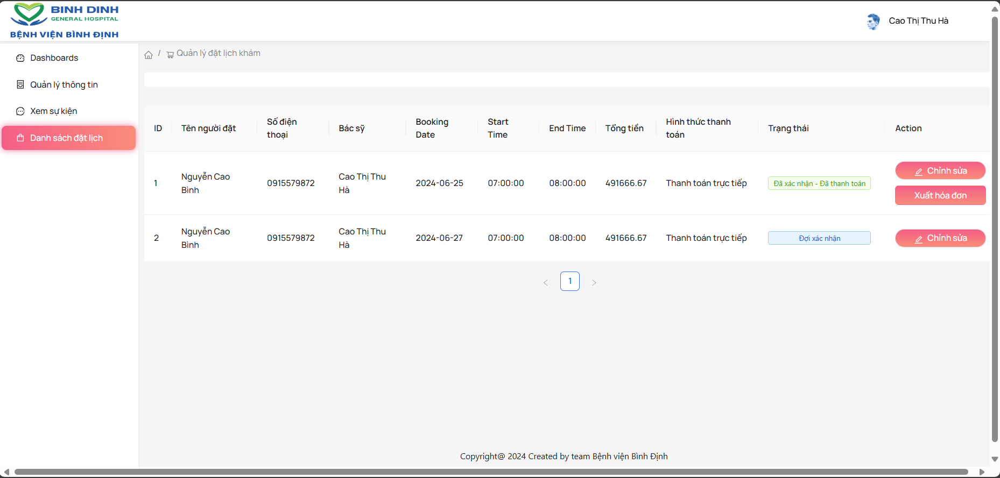 BINH DINH
GENERAL HOSPITAL
BỆNH VIỆN BÌNH ĐỊNH
Cao Thị Thu Hà
Dashboards
Quản lý thông tin
Xem sự kiện
Danh sách đặt lịch
/ Quản lý đặt lịch khám
ID
Tên người đặt
Số điện
thoại
Bác sỹ
Booking
Date
Start
Time
End Time
Tổng tiền
Hình thức thanh
toán
Trạng thái
Action
1
Nguyễn Cao
Bình
0915579872
Cao Thị Thu
Hà
2024-06-25
07:00:00
08:00:00
491666.67
Thanh toán trực tiếp
Đã xác nhận - Đã thanh toán
Chỉnh sửa
Xuất hóa đơn
2
Nguyễn Cao
Bình
0915579872
Cao Thị Thu
Hà
2024-06-27
07:00:00
08:00:00
491666.67
Thanh toán trực tiếp
Đợi xác nhận
Chỉnh sửa
< 1 >
Copyright@ 2024 Created by team Bệnh viện Bình Định